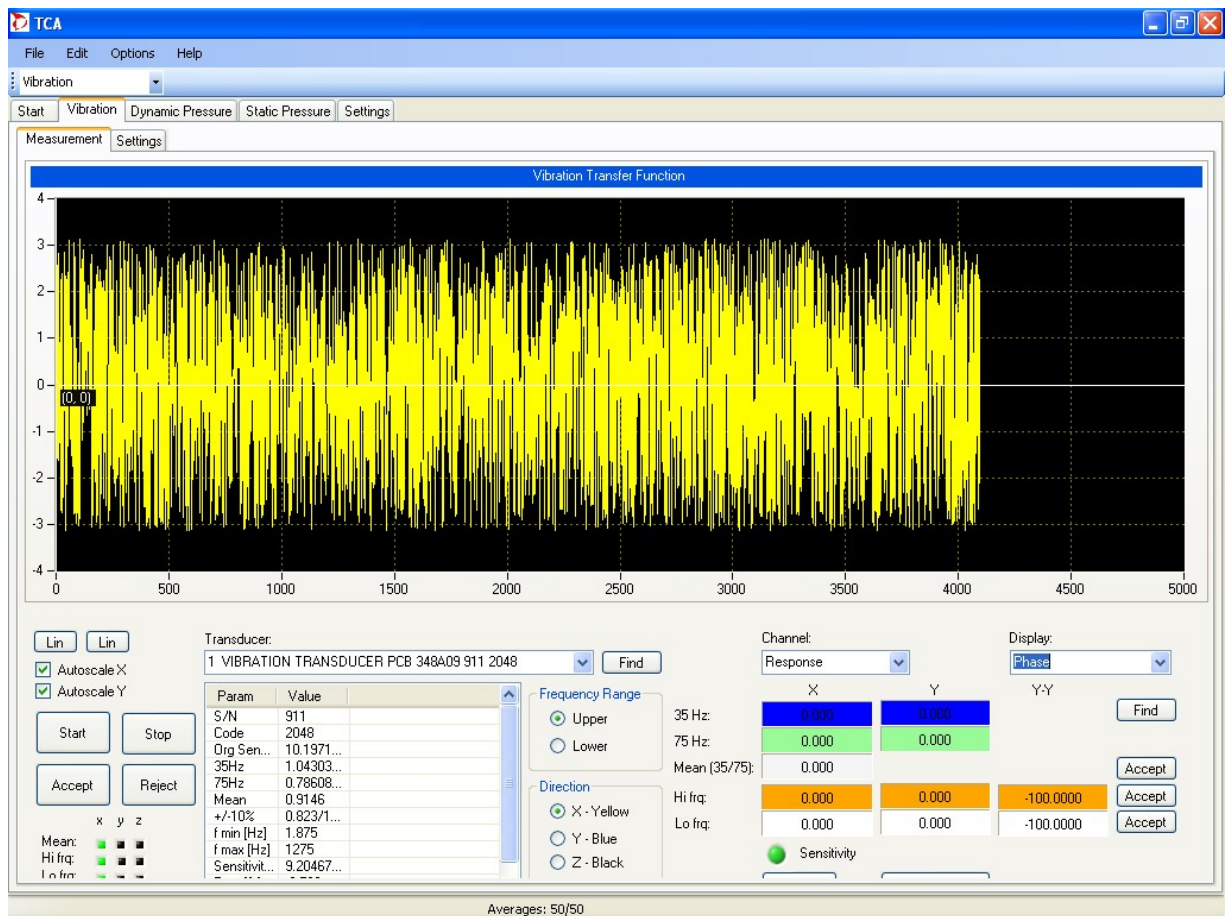 TCA
File Edit Options Help
Vibration
Start Vibration Dynamic Pressure Static Pressure Settings
Measurement Settings
Vibration Transfer Function
4
3
2
1
0
-1
-2
-3
-4
(0, 0)
0 500 1000 1500 2000 2500 3000 3500 4000 4500 5000
Lin Lin
Autoscale X
Autoscale Y
Start Stop
Accept Reject
x y z
Mean:
Hi frq:
Lo frq:
Transducer:
1 VIBRATION TRANSDUCER PCB 348A09 911 2048 Find
Param Value
S/N 911
Code 2048
Org Sen... 10.1971...
35Hz 1.04303...
75Hz 0.78608...
Mean 0.9146
+/-10% 0.823/1...
f min [Hz] 1.875
f max [Hz] 1275
Sensitivit... 9.20467...
Frequency Range
Upper
Lower
Direction
X - Yellow
Y - Blue
Z - Black
Channel: Display:
Response Phase
X Y Y-Y
35 Hz: 0.000 0.000 Find
75 Hz: 0.000 0.000
Mean (35/75): 0.000 Accept
Hi frq: 0.000 0.000 -100.0000 Accept
Lo frq: 0.000 0.000 -100.0000 Accept
Sensitivity
Averages: 50/50